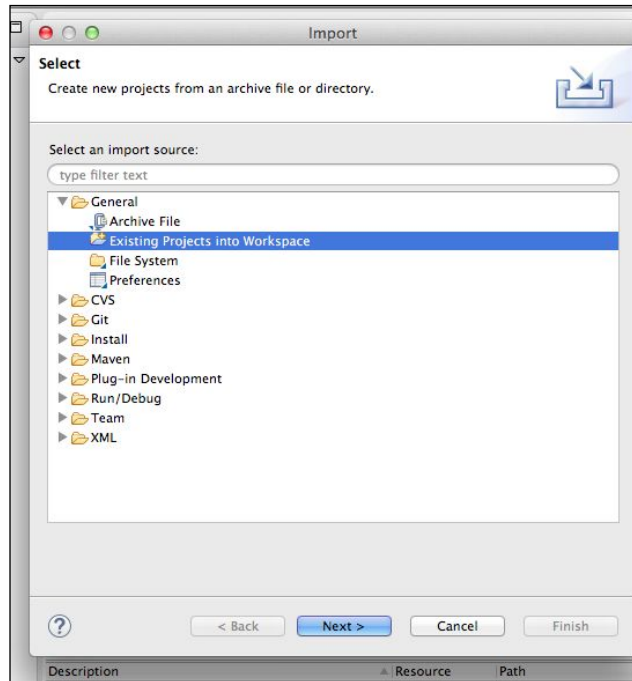 Import
Select
Create new projects from an archive file or directory.
Select an import source:
type filter text
General
Archive File
Existing Projects into Workspace
File System
Preferences
CVS
Git
Install
Maven
Plug-in Development
Run/Debug
Team
XML
? < Back Next > Cancel Finish
Description Resource Path